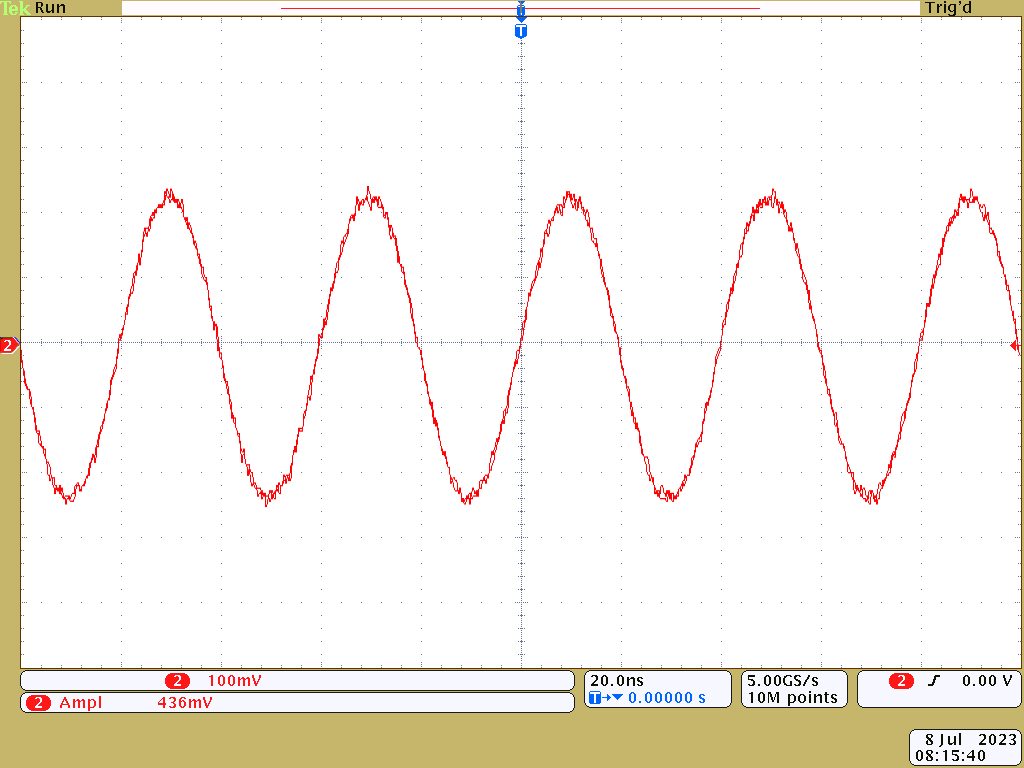 Tek Run Trig'd
T
T
2
2 100mV
2 Ampl 436mV
20.0ns
T→▼ 0.00000 s
5.00GS/s
10M points
2 ƒ 0.00 V
8 Jul 2023
08:15:40